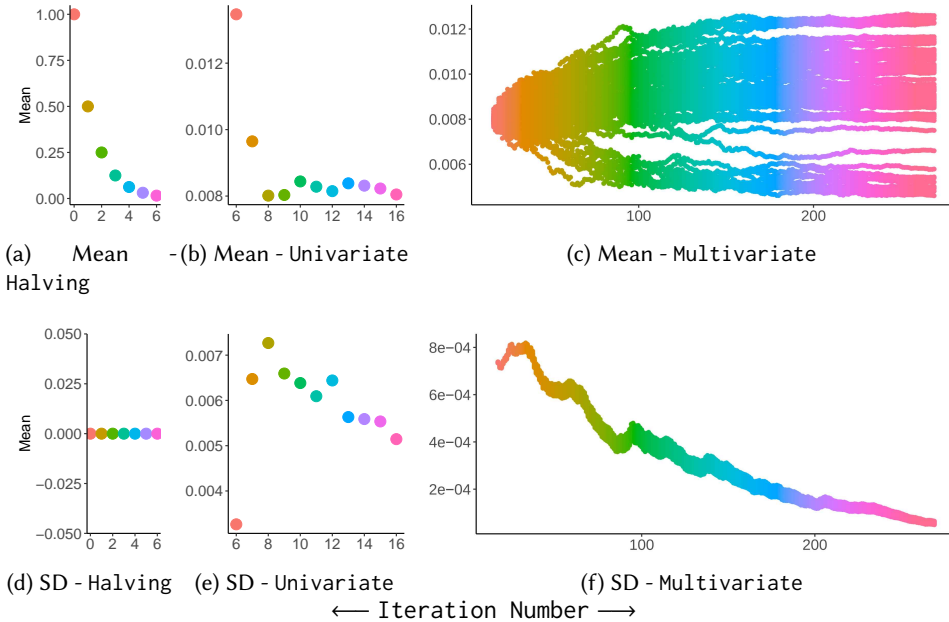 1.00
0.75
0.50
0.25
0.00
Mean
0 2 4 6
0.012
0.010
0.008
6 8 10 12 14 16
0.012
0.010
0.008
0.006
100 200
(a) Mean - Halving
(b) Mean - Univariate
(c) Mean - Multivariate
0.050
0.025
0.000
−0.025
−0.050
Mean
0 2 4 6
0.007
0.006
0.005
0.004
6 8 10 12 14 16
8e−04
6e−04
4e−04
2e−04
100 200
(d) SD - Halving
(e) SD - Univariate
(f) SD - Multivariate
⟵ Iteration Number ⟶